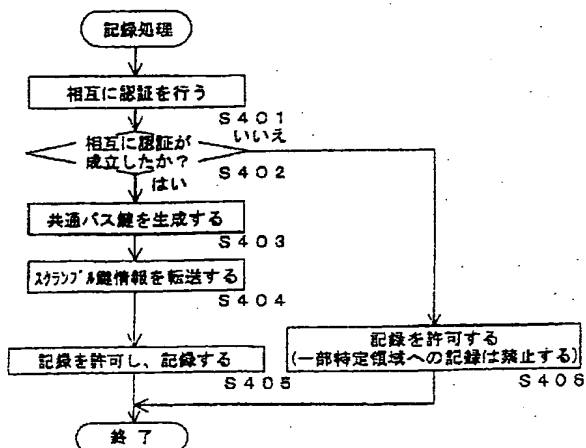 記録処理
相互に認証を行う
S401
相互に認証が
成立したか?
いいえ
S402
はい
共通バス鍵を生成する
S403
スクランブル鍵情報を転送する
S404
記録を許可し、記録する
S405
記録を許可する
(一部特定領域への記録は禁止する)
S406
終了